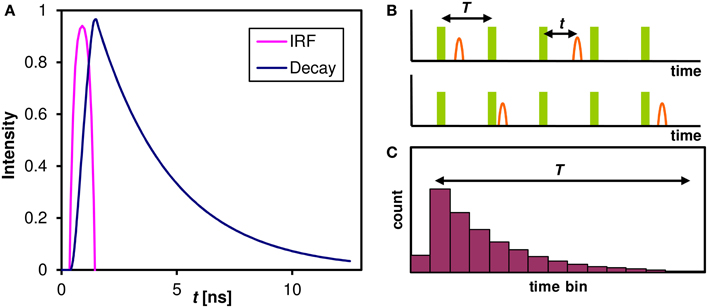 A
Intensity
1
0.8
0.6
0.4
0.2
0
0
5
10
t [ns]
IRF
Decay
B
T
t
time
time
C
T
count
time bin